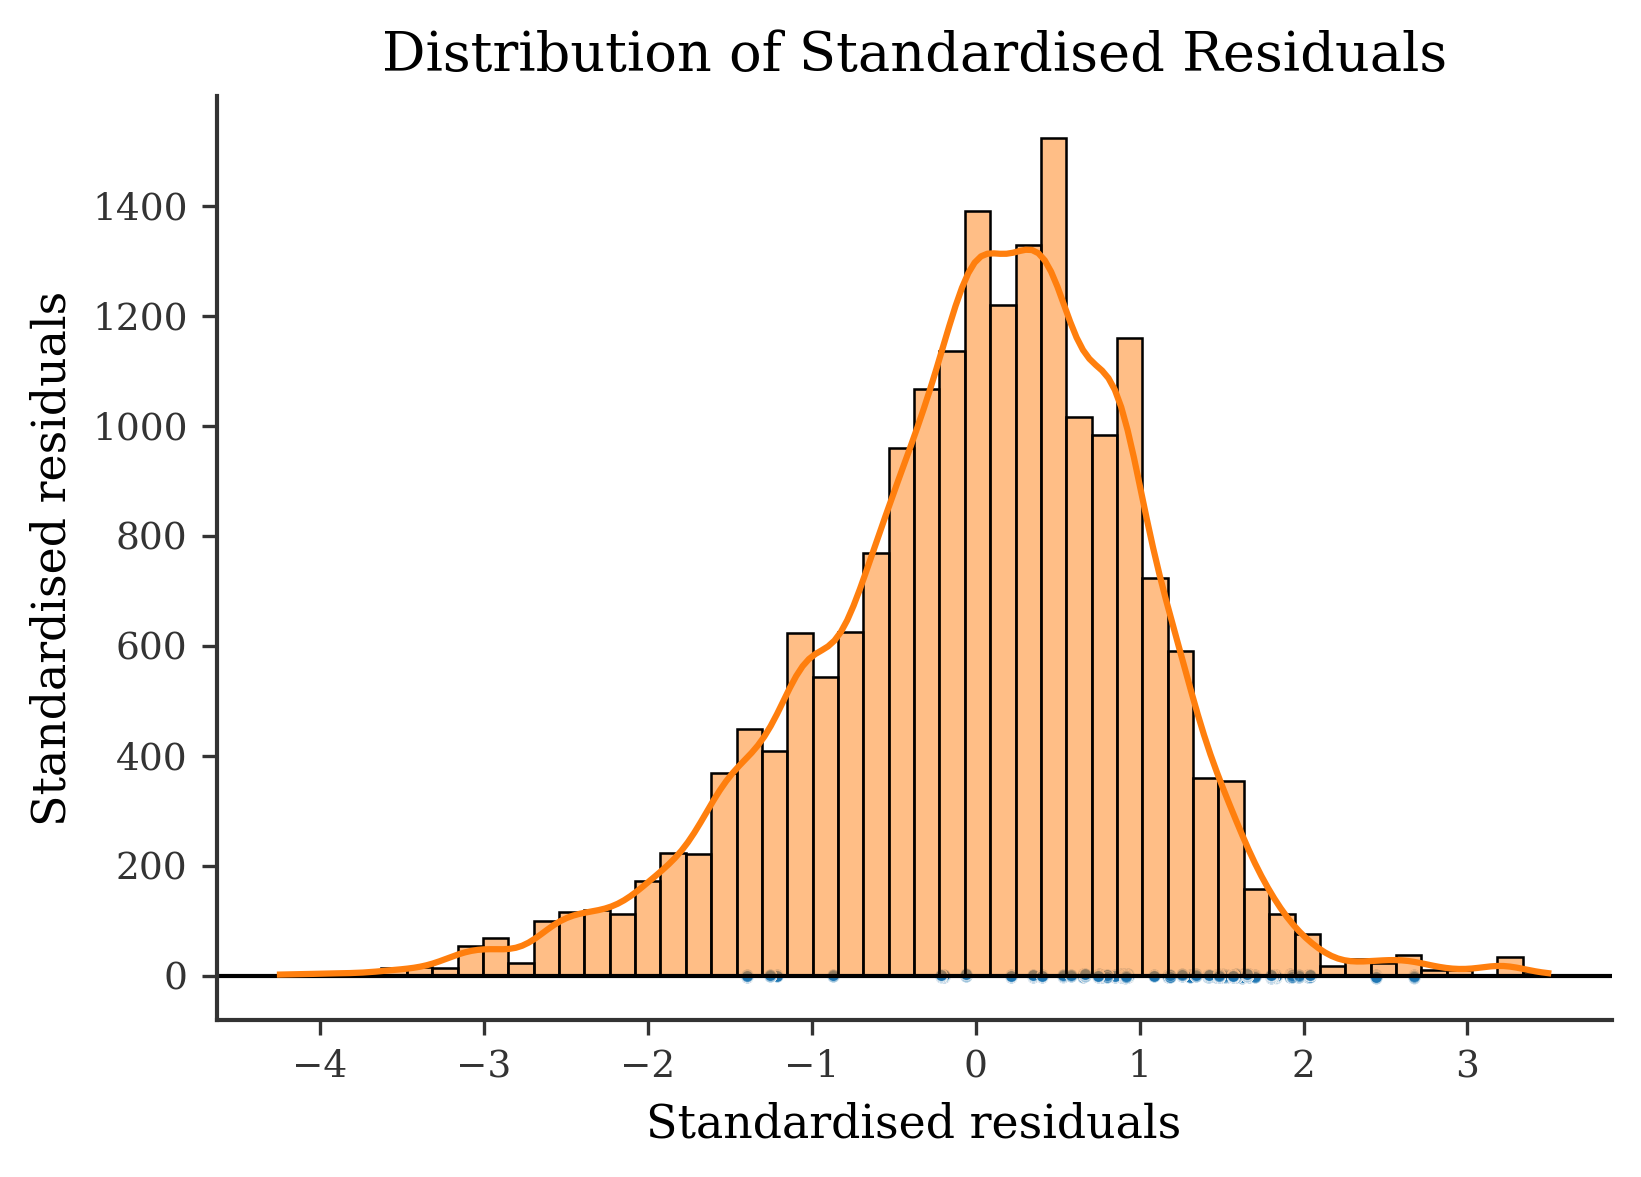 Distribution of Standardised Residuals
Standardised residuals
1400
1200
1000
800
600
400
200
0
−4 −3 −2 −1 0 1 2 3
Standardised residuals